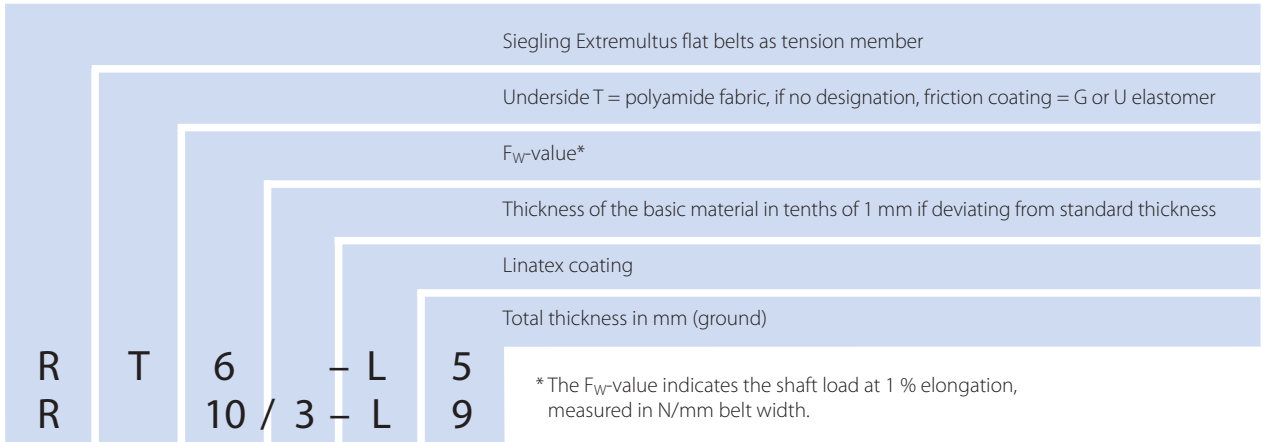 Siegling Extremultus flat belts as tension member
Underside T = polyamide fabric, if no designation, friction coating = G or U elastomer
FW-value*
Thickness of the basic material in tenths of 1 mm if deviating from standard thickness
Linatex coating
Total thickness in mm (ground)
R T 6 – L 5
R 10 / 3 – L 9
* The FW-value indicates the shaft load at 1 % elongation,
measured in N/mm belt width.